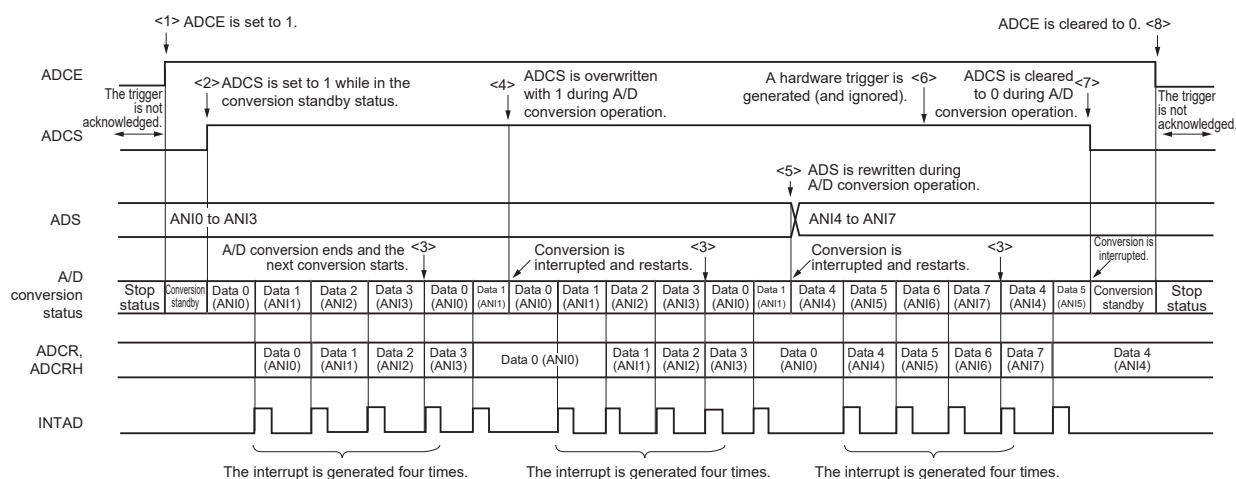 <1> ADCE is set to 1.
ADCE is cleared to 0. <8>
ADCE
The trigger
is not
acknowledged.
<2> ADCS is set to 1 while in the
conversion standby status.
<4> ADCS is overwritten
with 1 during A/D
conversion operation.
A hardware trigger is <6>
generated (and ignored).
ADCS is cleared <7>
to 0 during A/D
conversion operation.
The trigger
is not
acknowledged.
ADCS
<5> ADS is rewritten during
A/D conversion operation.
ADS
ANI0 to ANI3
ANI4 to ANI7
A/D conversion ends and the <3>
next conversion starts.
Conversion is <3>
interrupted and restarts.
Conversion is <3>
interrupted and restarts.
Conversion is
interrupted.
A/D
conversion
status
Stop Conversion Data 0 Data 1 Data 2 Data 3 Data 0 Data 1 Data 0 Data 1 Data 2 Data 3 Data 0 Data 1 Data 4 Data 5 Data 6 Data 7 Data 4 Data 5 Conversion Stop
status standby (ANI0) (ANI1) (ANI2) (ANI3) (ANI0) (ANI1) (ANI0) (ANI1) (ANI2) (ANI3) (ANI0) (ANI1) (ANI4) (ANI5) (ANI6) (ANI7) (ANI4) (ANI5) standby status
ADCR,
ADCRH
Data 0 Data 1 Data 2 Data 3 Data 0 (ANI0) Data 1 Data 2 Data 3 Data 0 Data 4 Data 5 Data 6 Data 7 Data 4
(ANI0) (ANI1) (ANI2) (ANI3) (ANI1) (ANI2) (ANI3) (ANI0) (ANI4) (ANI5) (ANI6) (ANI7) (ANI4)
INTAD
The interrupt is generated four times.
The interrupt is generated four times.
The interrupt is generated four times.